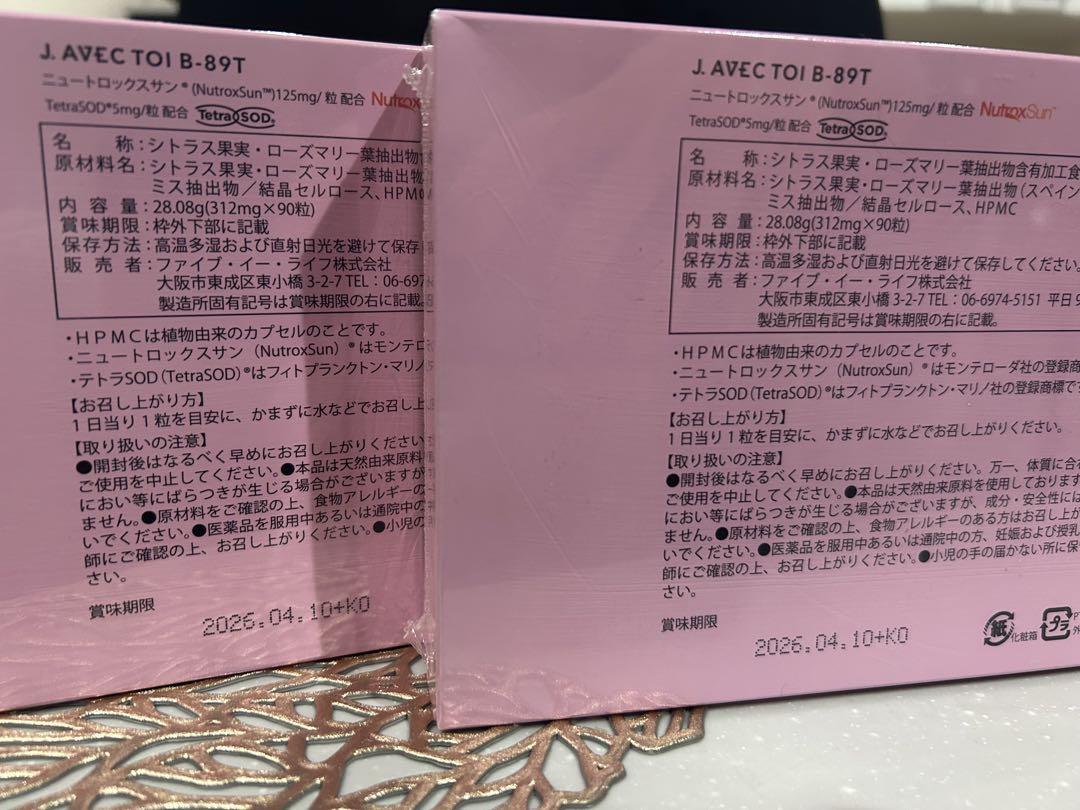 J. AVEC TOI B-89T
ニュートロックスサン®(NutroxSun™)125mg/粒 配合 Nutrox
TetraSOD®5mg/粒 配合 TetraSOD®
名 称:シトラス果実・ローズマリー葉抽出物
原材料名:シトラス果実・ローズマリー葉抽出物
ミス抽出物/結晶セルロース、HPMC
内 容 量:28.08g(312mg×90粒)
賞味期限:枠外下部に記載
保存方法:高温多湿および直射日光を避けて保存
販 売 者:ファイブ・イー・ライフ株式会社
大阪市東成区東小橋 3-2-7 TEL:06-697
製造所固有記号は賞味期限の右に記載。
・HPMCは植物由来のカプセルのことです。
・ニュートロックスサン(NutroxSun)®はモンテロ
・テトラSOD(TetraSOD)®はフィトプランクトン・マリノ
【お召し上がり方】
1日当り1粒を目安に、かまずに水などでお召し上
【取り扱いの注意】
●開封後はなるべく早めにお召し上がりください
ご使用を中止してください。●本品は天然由来原料
におい等にばらつきが生じる場合がございますが
ません。●原材料をご確認の上、食物アレルギーの
いでください。●医薬品を服用中あるいは通院中の
師にご確認の上、お召し上がりください。●小児の
さい。
賞味期限
2026.04.10+KO
J. AVEC TOI B-89T
ニュートロックスサン®(NutroxSun™)125mg/粒 配合 NutroxSun™
TetraSOD®5mg/粒 配合 TetraSOD®
名 称:シトラス果実・ローズマリー葉抽出物含有加工食
原材料名:シトラス果実・ローズマリー葉抽出物(スペイン
ミス抽出物/結晶セルロース、HPMC
内 容 量:28.08g(312mg×90粒)
賞味期限:枠外下部に記載
保存方法:高温多湿および直射日光を避けて保存してください。
販 売 者:ファイブ・イー・ライフ株式会社
大阪市東成区東小橋 3-2-7 TEL:06-6974-5151 平日 9
製造所固有記号は賞味期限の右に記載。
・HPMCは植物由来のカプセルのことです。
・ニュートロックスサン(NutroxSun)®はモンテローダ社の登録商
・テトラSOD(TetraSOD)®はフィトプランクトン・マリノ社の登録商標で
【お召し上がり方】
1日当り1粒を目安に、かまずに水などでお召し上がりください。
【取り扱いの注意】
●開封後はなるべく早めにお召し上がりください。万一、体質に合わ
ご使用を中止してください。●本品は天然由来原料を使用しております
におい等にばらつきが生じる場合がございますが、成分・安全性には
ません。●原材料をご確認の上、食物アレルギーのある方はお召し上が
いでください。●医薬品を服用中あるいは通院中の方、妊娠および授乳
師にご確認の上、お召し上がりください。●小児の手の届かない所に保
さい。
賞味期限
2026.04.10+KO
紙 化粧箱 プラ